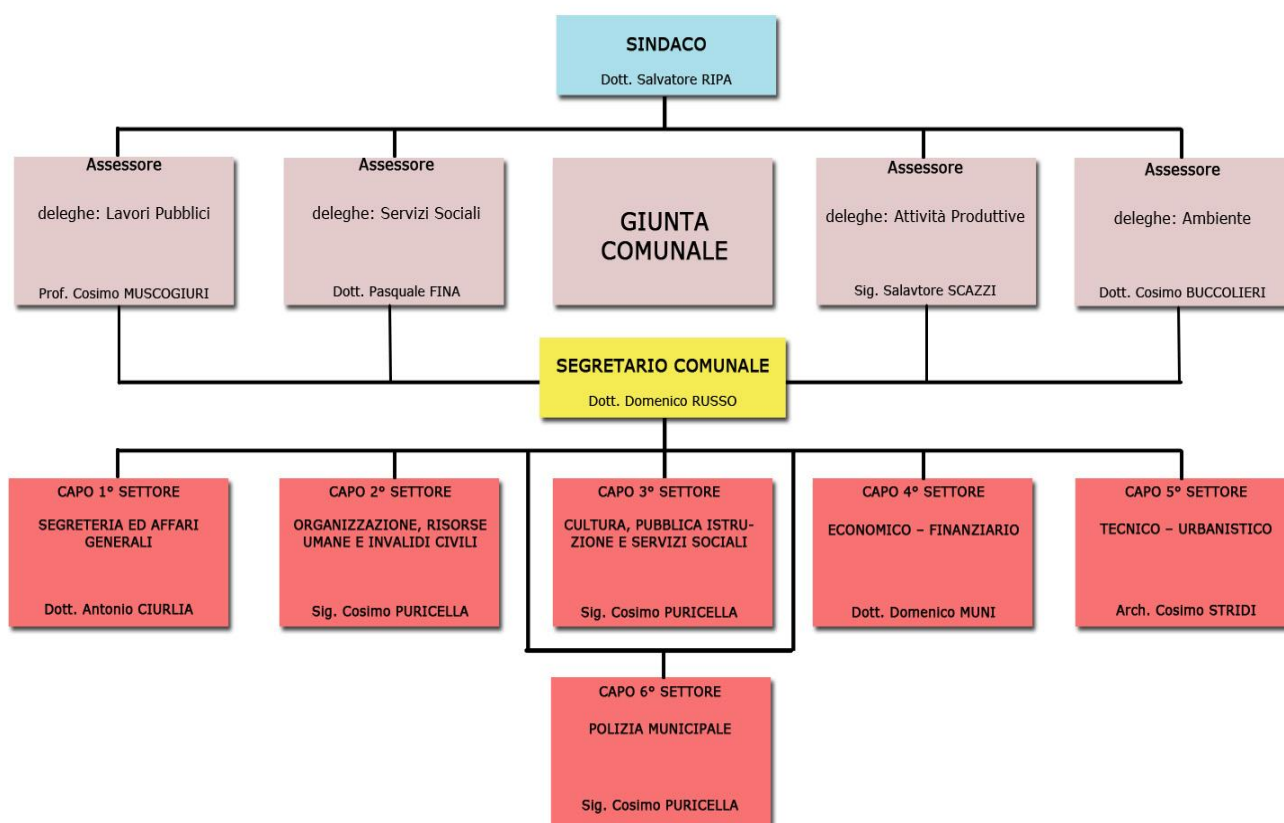 SINDACO
Dott. Salvatore RIPA
Assessore
deleghe: Lavori Pubblici
Prof. Cosimo MUSCOGIURI
Assessore
deleghe: Servizi Sociali
Dott. Pasquale FINA
GIUNTA
COMUNALE
Assessore
deleghe: Attività Produttive
Sig. Salavtore SCAZZI
Assessore
deleghe: Ambiente
Dott. Cosimo BUCCOLIERI
SEGRETARIO COMUNALE
Dott. Domenico RUSSO
CAPO 1° SETTORE
SEGRETERIA ED AFFARI
GENERALI
Dott. Antonio CIURLIA
CAPO 2° SETTORE
ORGANIZZAZIONE, RISORSE
UMANE E INVALIDI CIVILI
Sig. Cosimo PURICELLA
CAPO 3° SETTORE
CULTURA, PUBBLICA ISTRU-
ZIONE E SERVIZI SOCIALI
Sig. Cosimo PURICELLA
CAPO 4° SETTORE
ECONOMICO – FINANZIARIO
Dott. Domenico MUNI
CAPO 5° SETTORE
TECNICO – URBANISTICO
Arch. Cosimo STRIDI
CAPO 6° SETTORE
POLIZIA MUNICIPALE
Sig. Cosimo PURICELLA